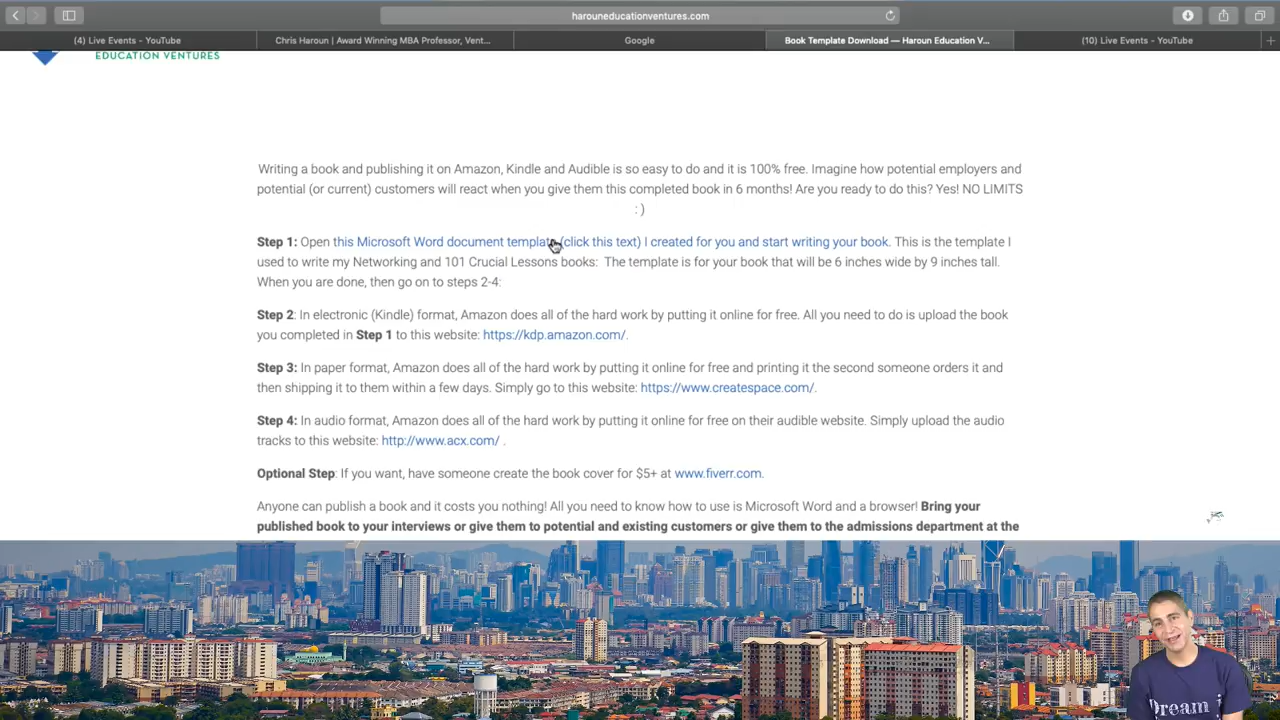 harouneducationventures.com
(4) Live Events - YouTube
Chris Haroun | Award Winning MBA Professor, Vent...
Google
Book Template Download — Haroun Education V...
(10) Live Events - YouTube
EDUCATION VENTURES
Writing a book and publishing it on Amazon, Kindle and Audible is so easy to do and it is 100% free. Imagine how potential employers and
potential (or current) customers will react when you give them this completed book in 6 months! Are you ready to do this? Yes! NO LIMITS
: )
Step 1: Open this Microsoft Word document template (click this text) I created for you and start writing your book. This is the template I
used to write my Networking and 101 Crucial Lessons books: The template is for your book that will be 6 inches wide by 9 inches tall.
When you are done, then go on to steps 2-4:
Step 2: In electronic (Kindle) format, Amazon does all of the hard work by putting it online for free. All you need to do is upload the book
you completed in Step 1 to this website: https://kdp.amazon.com/.
Step 3: In paper format, Amazon does all of the hard work by putting it online for free and printing it the second someone orders it and
then shipping it to them within a few days. Simply go to this website: https://www.createspace.com/.
Step 4: In audio format, Amazon does all of the hard work by putting it online for free on their audible website. Simply upload the audio
tracks to this website: http://www.acx.com/ .
Optional Step: If you want, have someone create the book cover for $5+ at www.fiverr.com.
Anyone can publish a book and it costs you nothing! All you need to know how to use is Microsoft Word and a browser! Bring your
published book to your interviews or give them to potential and existing customers or give them to the admissions department at the
Dream